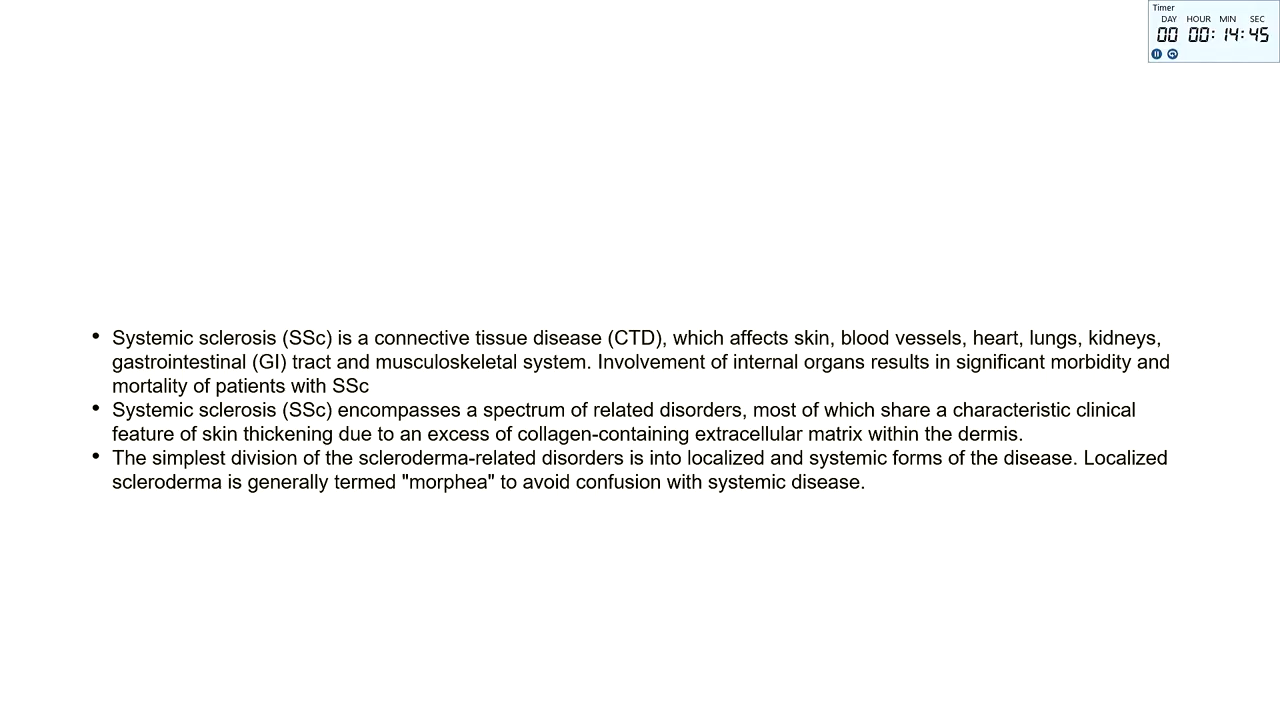 Timer
DAY HOUR MIN SEC
00 00: 14: 45
• Systemic sclerosis (SSc) is a connective tissue disease (CTD), which affects skin, blood vessels, heart, lungs, kidneys,
gastrointestinal (GI) tract and musculoskeletal system. Involvement of internal organs results in significant morbidity and
mortality of patients with SSc
• Systemic sclerosis (SSc) encompasses a spectrum of related disorders, most of which share a characteristic clinical
feature of skin thickening due to an excess of collagen-containing extracellular matrix within the dermis.
• The simplest division of the scleroderma-related disorders is into localized and systemic forms of the disease. Localized
scleroderma is generally termed "morphea" to avoid confusion with systemic disease.